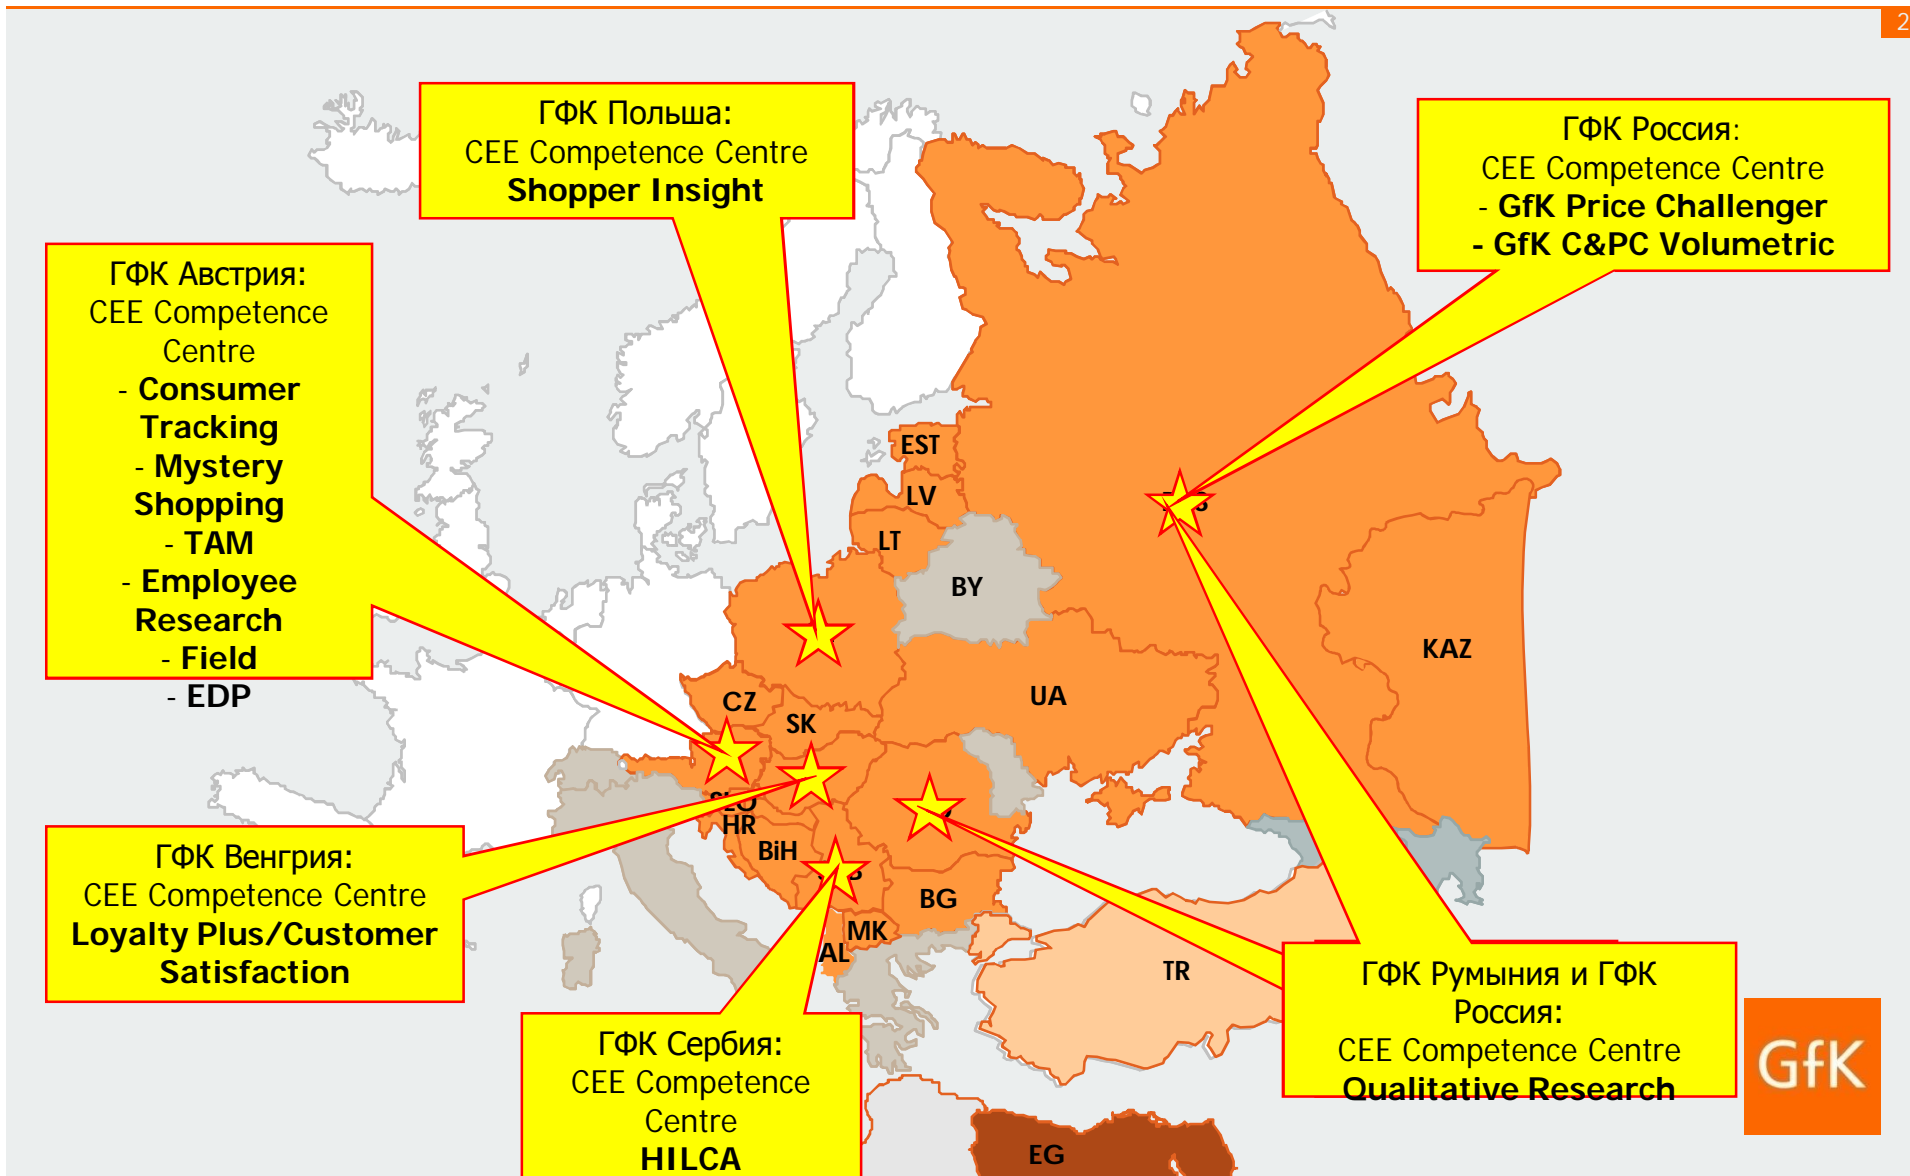 2
ГФК Польша:
CEE Competence Centre
Shopper Insight
ГФК Россия:
CEE Competence Centre
- GfK Price Challenger
- GfK C&PC Volumetric
ГФК Австрия:
CEE Competence
Centre
- Consumer
Tracking
- Mystery
Shopping
- TAM
- Employee
Research
- Field
- EDP
EST
LV
LT
BY
KAZ
UA
CZ
SK
SLO
HR
BiH
BG
MK
AL
TR
EG
ГФК Венгрия:
CEE Competence Centre
Loyalty Plus/Customer
Satisfaction
ГФК Сербия:
CEE Competence
Centre
HILCA
ГФК Румыния и ГФК
Россия:
CEE Competence Centre
Qualitative Research
GfK